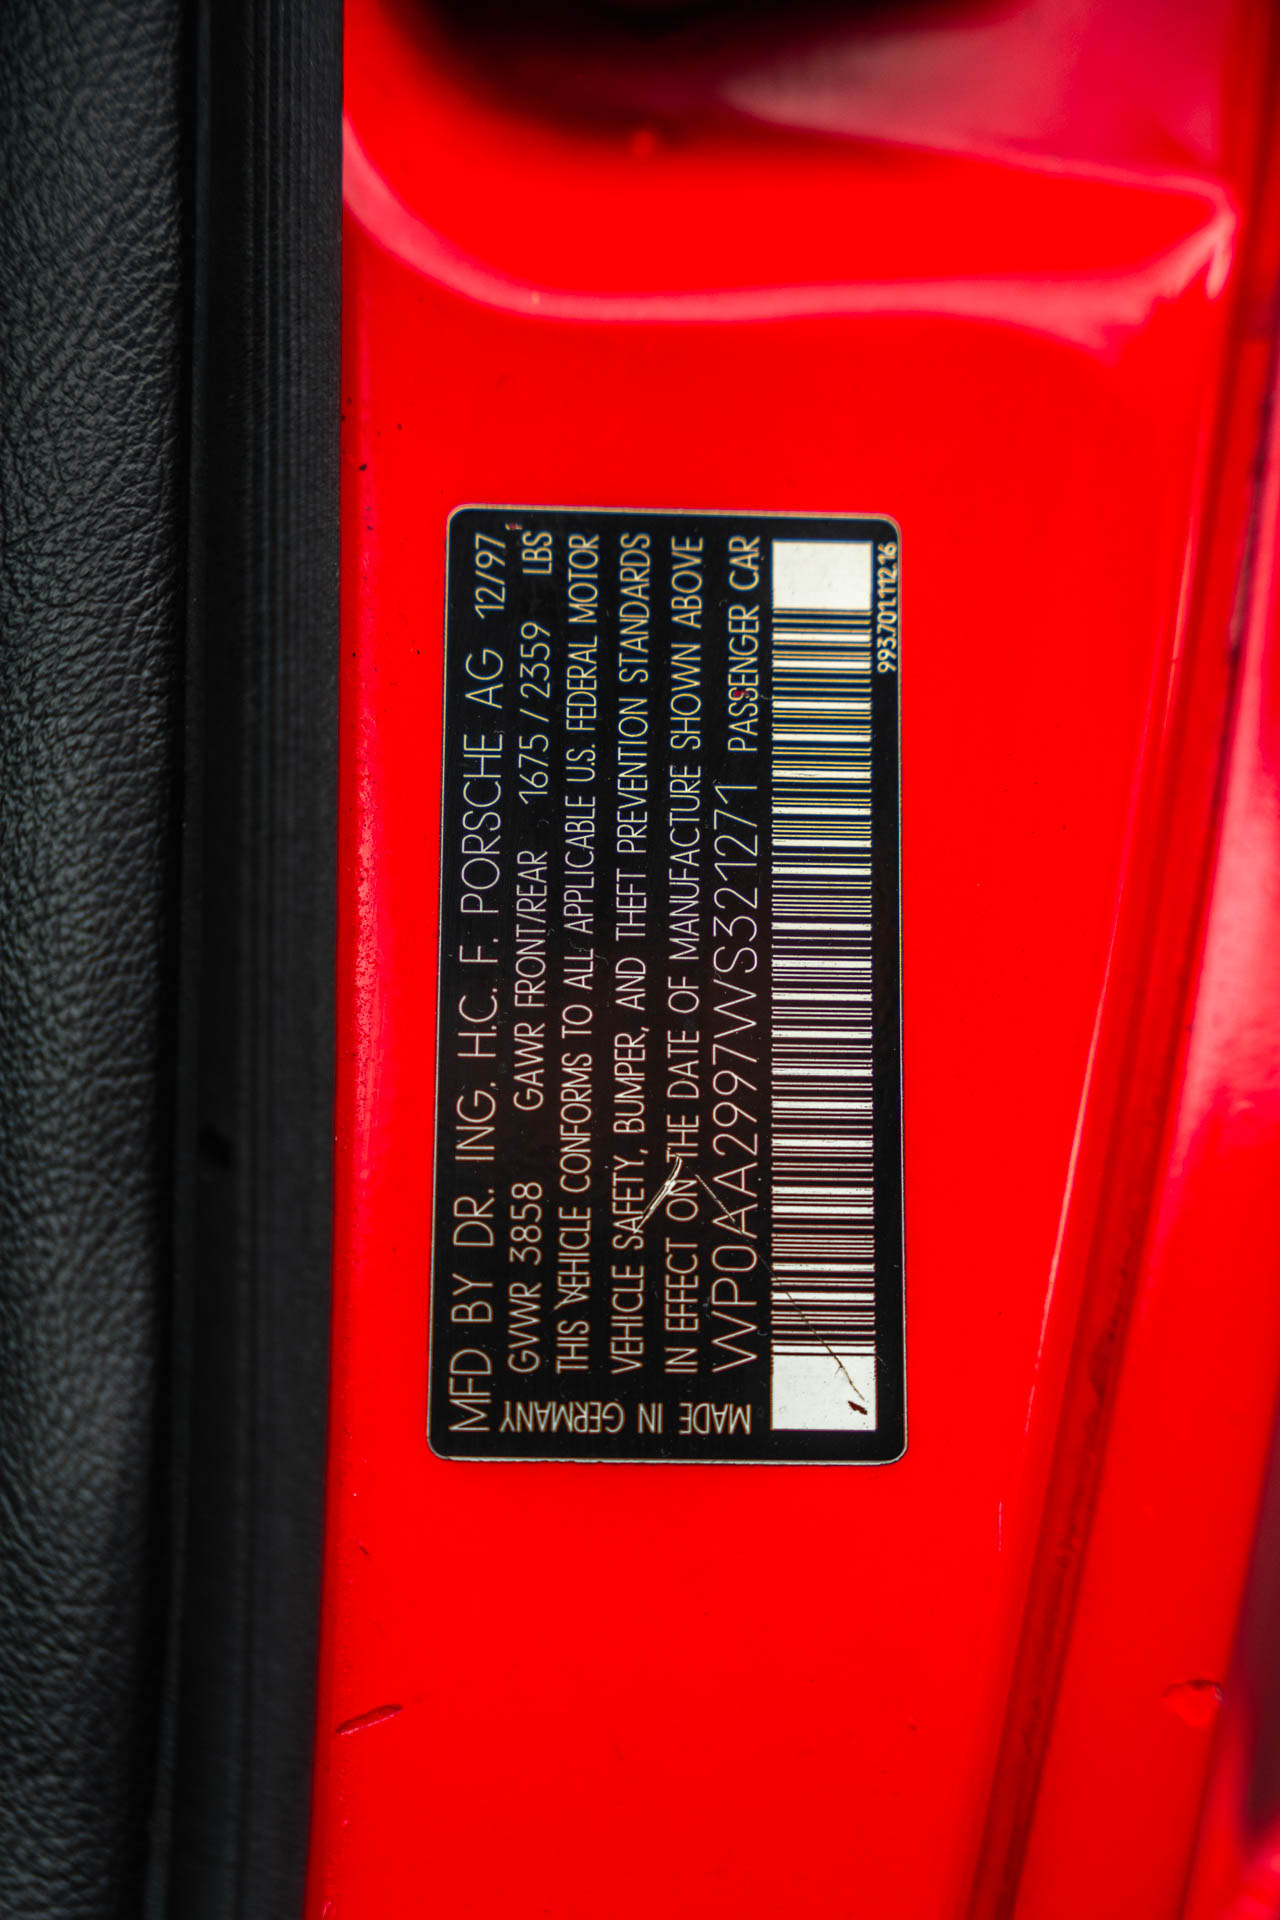 MFD BY DR. ING. H.C. F. PORSCHE AG 12/97
GVWR 3858 GAWR FRONT/REAR 1675 / 2359 LBS
THIS VEHICLE CONFORMS TO ALL APPLICABLE U.S. FEDERAL MOTOR
VEHICLE SAFETY, BUMPER, AND THEFT PREVENTION STANDARDS
IN EFFECT ON THE DATE OF MANUFACTURE SHOWN ABOVE
WP0AA2997WS321271 PASSENGER CAR
MADE IN GERMANY
993.701.112.16